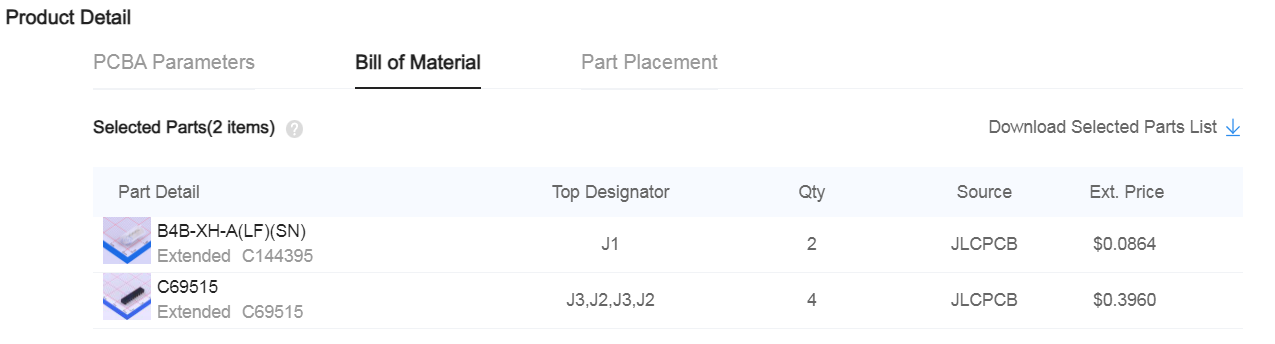 Product Detail
PCBA Parameters Bill of Material Part Placement
Selected Parts(2 items) ? Download Selected Parts List
Part Detail Top Designator Qty Source Ext. Price
B4B-XH-A(LF)(SN)
Extended C144395 J1 2 JLCPCB $0.0864
C69515
Extended C69515 J3,J2,J3,J2 4 JLCPCB $0.3960